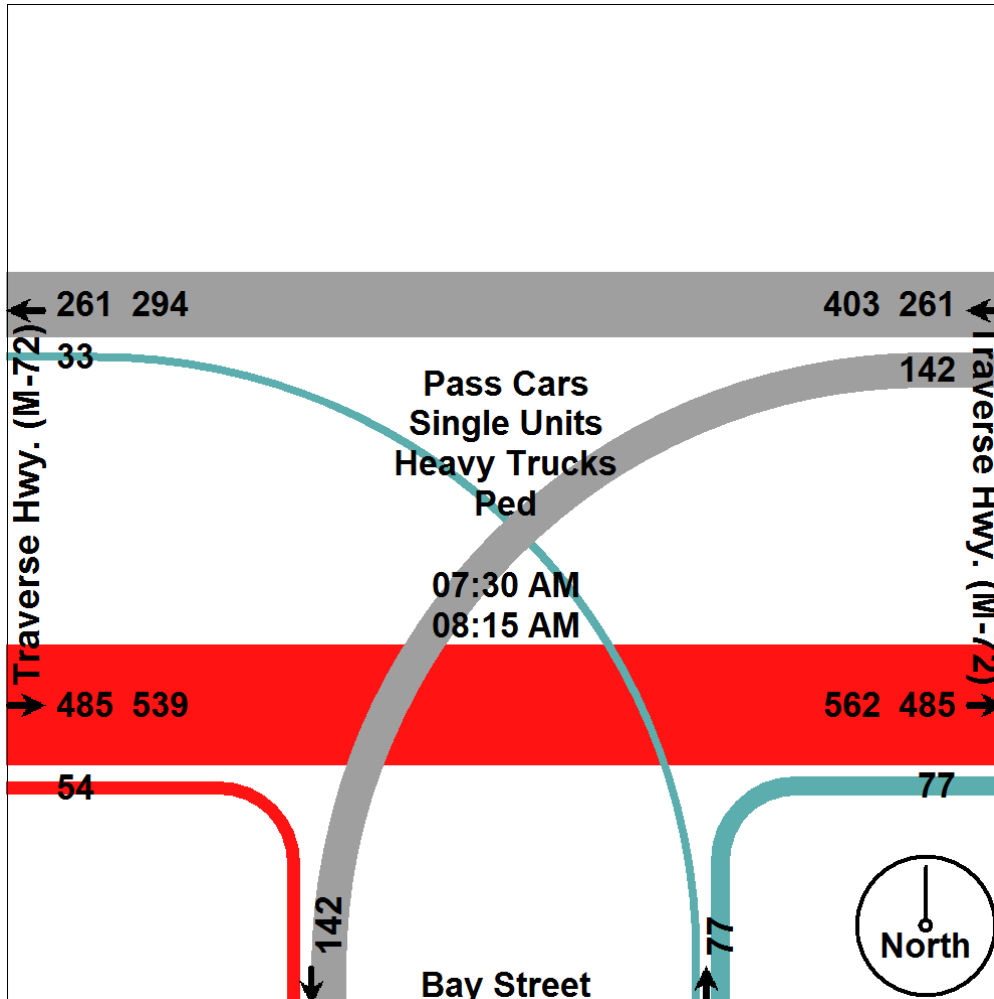 261 294
403 261
33
142
Traverse Hwy. (M-72)
Traverse Hwy. (M-72)
Pass Cars
Single Units
Heavy Trucks
Ped
07:30 AM
08:15 AM
485 539
562 485
54
77
142
77
North
Bay Street